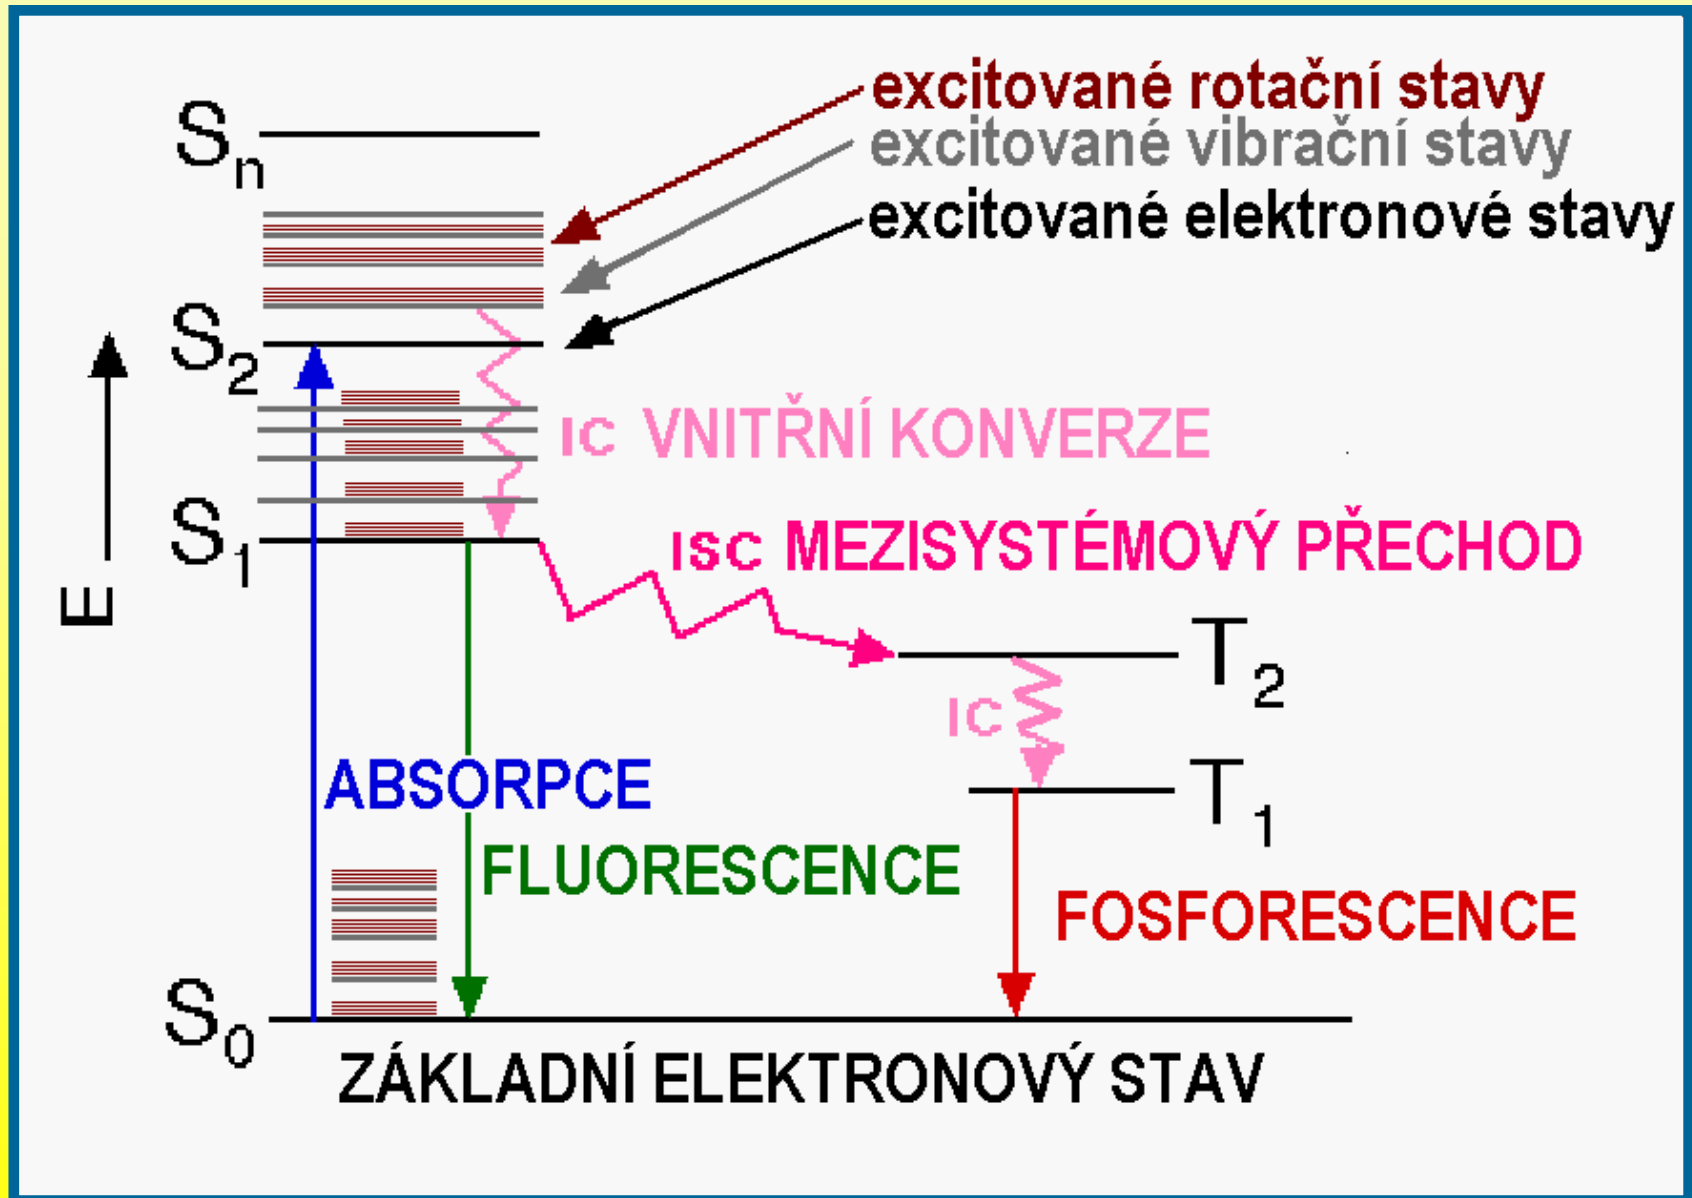 excitované rotační stavy
excitované vibrační stavy
excitované elektronové stavy
Sn
S2
E
IC VNITŘNÍ KONVERZE
S1
ISC MEZISYSTÉMOVÝ PŘECHOD
T2
IC
T1
ABSORPCE
FLUORESCENCE
FOSFORESCENCE
S0
ZÁKLADNÍ ELEKTRONOVÝ STAV